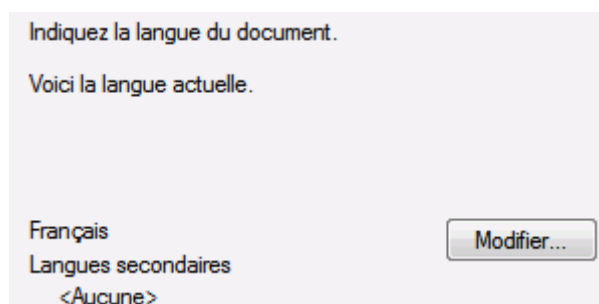 Indiquez la langue du document.
Voici la langue actuelle.
Français
Modifier...
Langues secondaires
<Aucune>